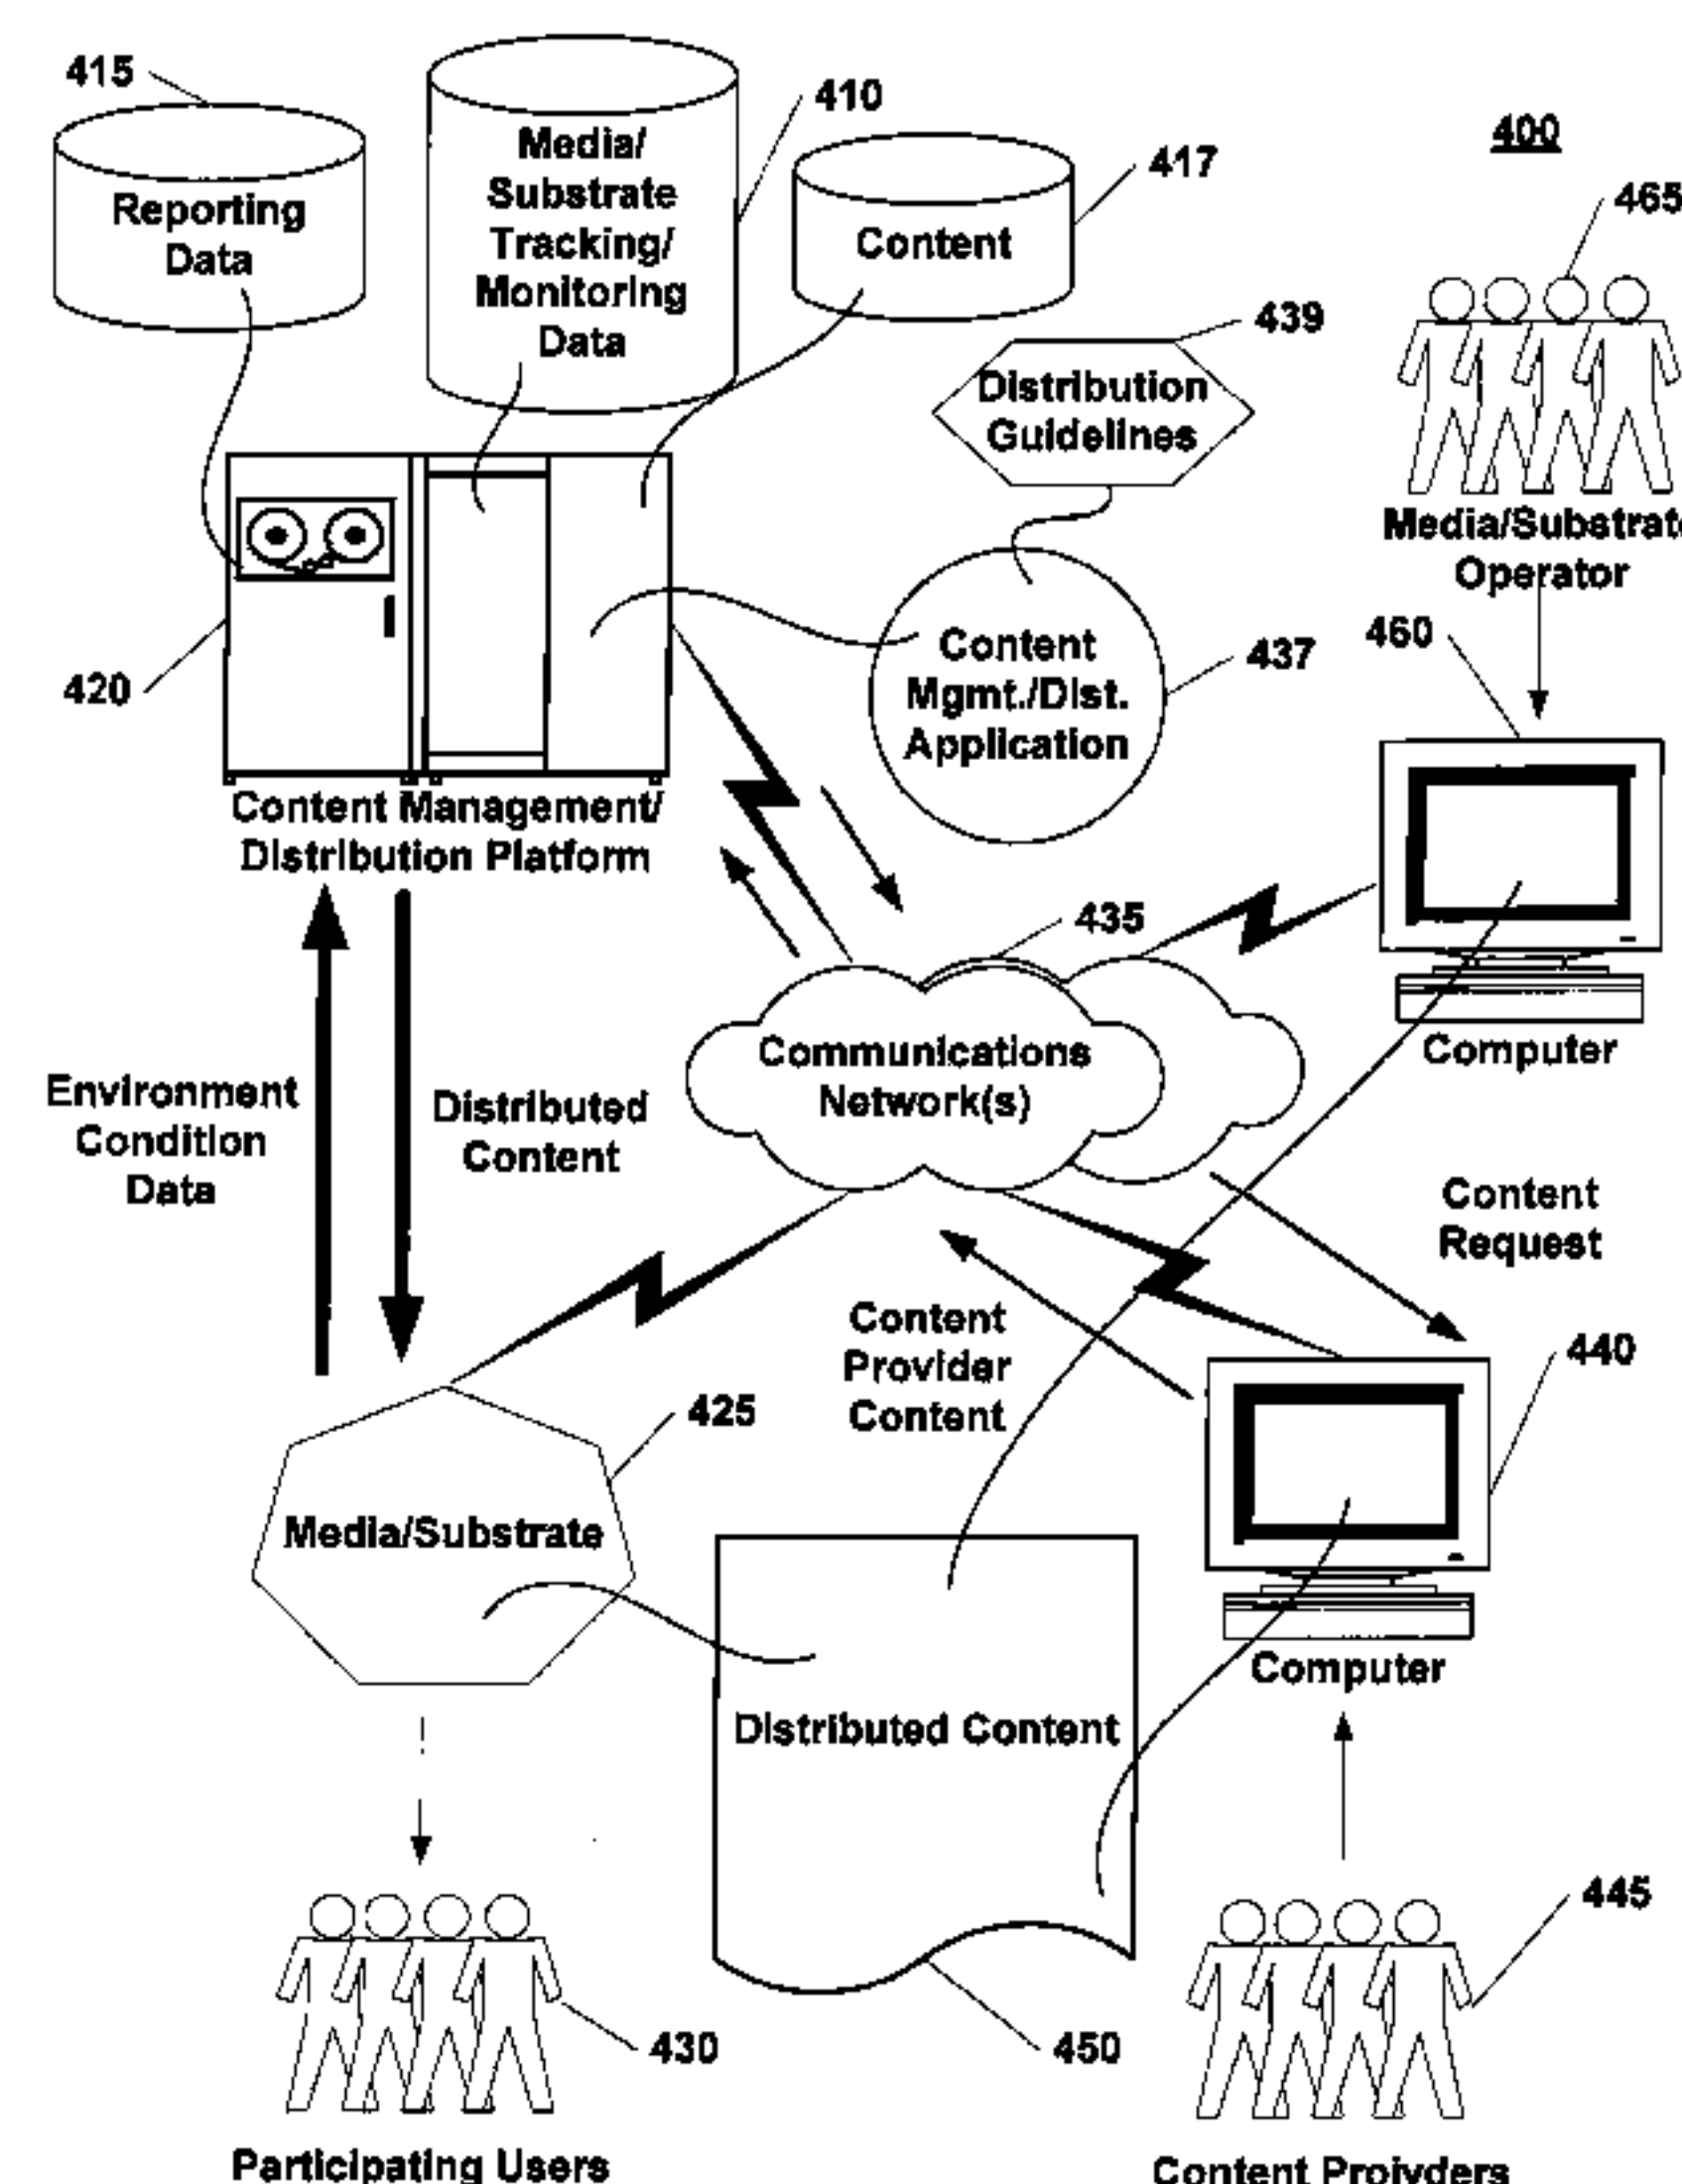 415
410
417
400
465
Reporting
Data
Media/
Substrate
Tracking/
Monitoring
Data
Content
439
Distribution
Guidelines
Media/Substrate
Operator
420
Content
Mgmt./Dist.
Application
437
460
Content Management/
Distribution Platform
435
Communications
Network(s)
Computer
Environment
Condition
Data
Distributed
Content
Content
Request
Content
Provider
Content
440
425
Media/Substrate
Computer
Distributed Content
445
430
450
Participating Users
Content Proivders